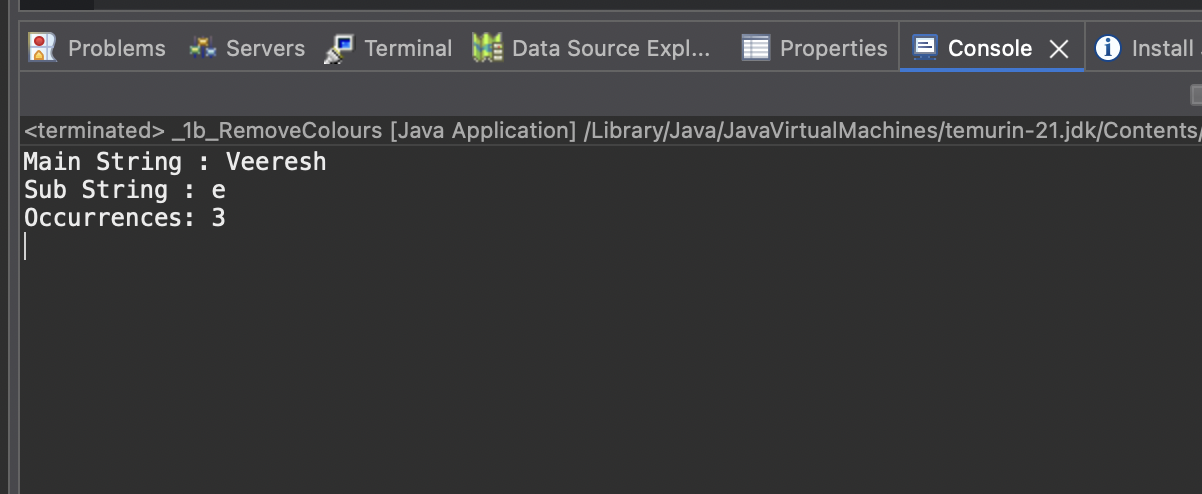 Problems Servers Terminal Data Source Expl... Properties Console Install
<terminated> _1b_RemoveColours [Java Application] /Library/Java/JavaVirtualMachines/temurin-21.jdk/Contents/
Main String : Veeresh
Sub String : e
Occurrences: 3